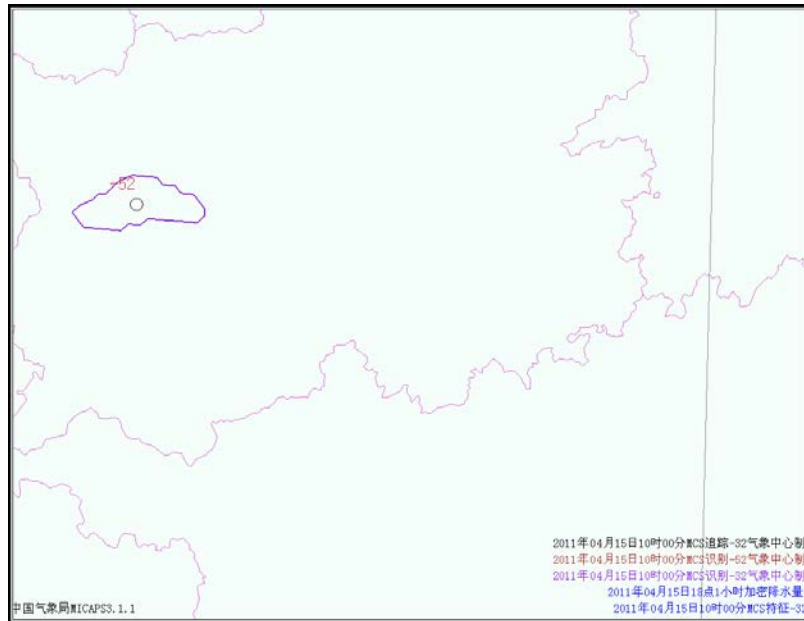 -52
2011年04月15日10时00分MCS追踪-32气象中心制
2011年04月15日10时00分MCS识别-52气象中心制
2011年04月15日10时00分MCS识别-32气象中心制
2011年04月15日18点1小时加密降水量
中国气象局MICAPS3.1.1
2011年04月15日10时00分MCS特征-32